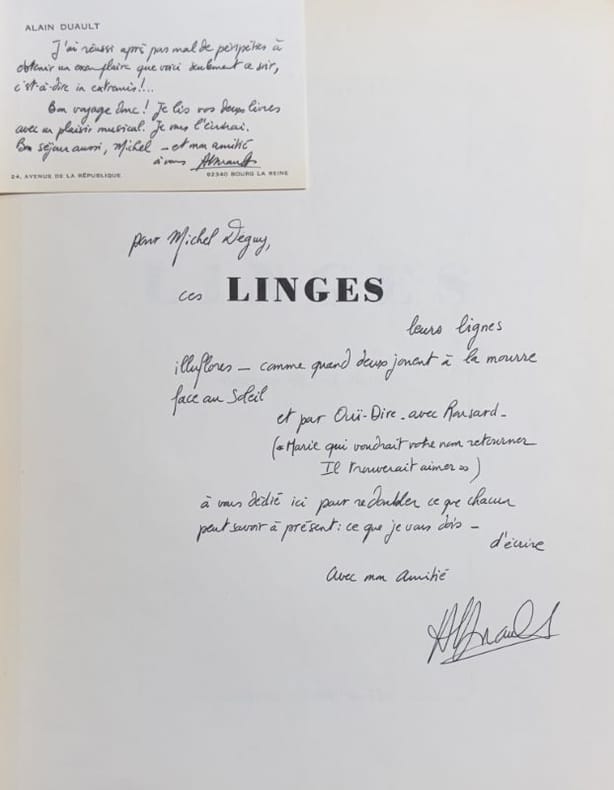 ALAIN DUAULT
J'ai réussi après pas mal de péripéties à
obtenir un exemplaire que voici seulement ce soir,
c'est-à-dire in extremis!...
Bon voyage donc! Je lis vos deux livres
avec un plaisir musical. Je vous l'écrirai.
Bon séjour aussi, Michel - et mon amitié
à vous
24, AVENUE DE LA RÉPUBLIQUE 92340 BOURG LA REINE
pour Michel Deguy,
ces LINGES
leurs lignes
- comme quand deux jouent à la mourre
face au Soleil
et par Ouï-Dire - avec Ronsard -
(« Marie qui voudrait votre nom retourner
Il trouverait aimer »)
à vous dédié ici pour redoubler ce que chacun
peut savoir à présent : ce que je vous dois -
d'écrire
Avec mon amitié